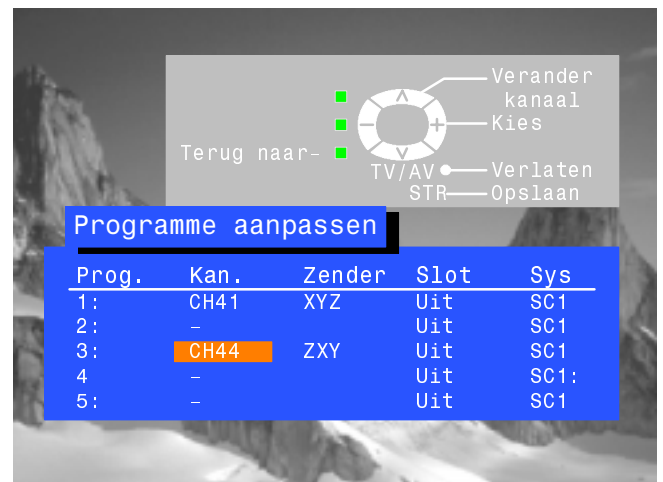 Verander
kanaal
Kies
Terug naar–
TV/AV Verlaten
STR Opslaan
Programme aanpassen
Prog. Kan. Zender Slot Sys
1: CH41 XYZ Uit SC1
2: – Uit SC1
3: CH44 ZXY Uit SC1
4 – Uit SC1:
5: – Uit SC1